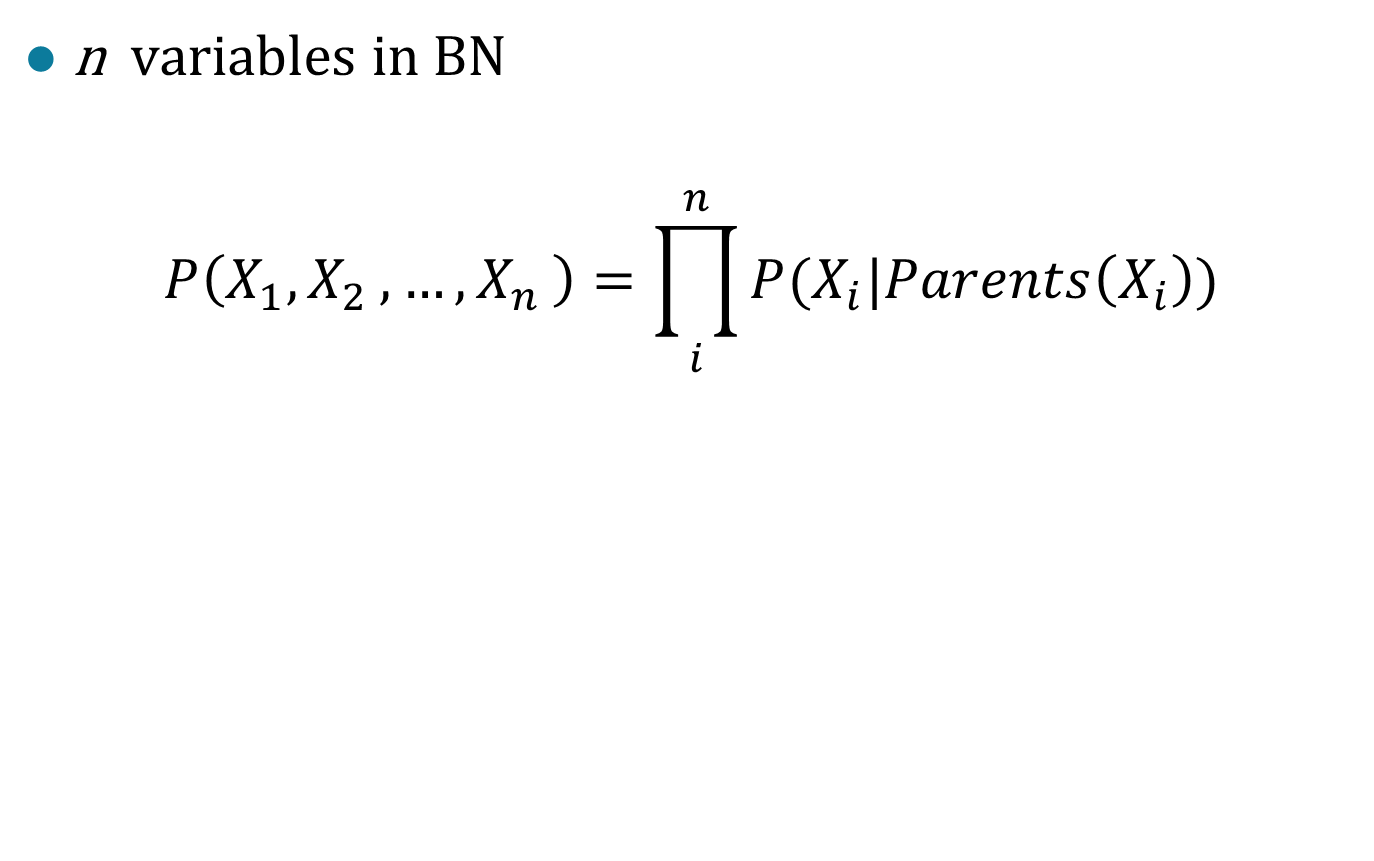 ● n variables in BN
P(X₁, X₂ , … , Xₙ ) = ∏ᵢⁿ P(Xᵢ|Parents(Xᵢ))